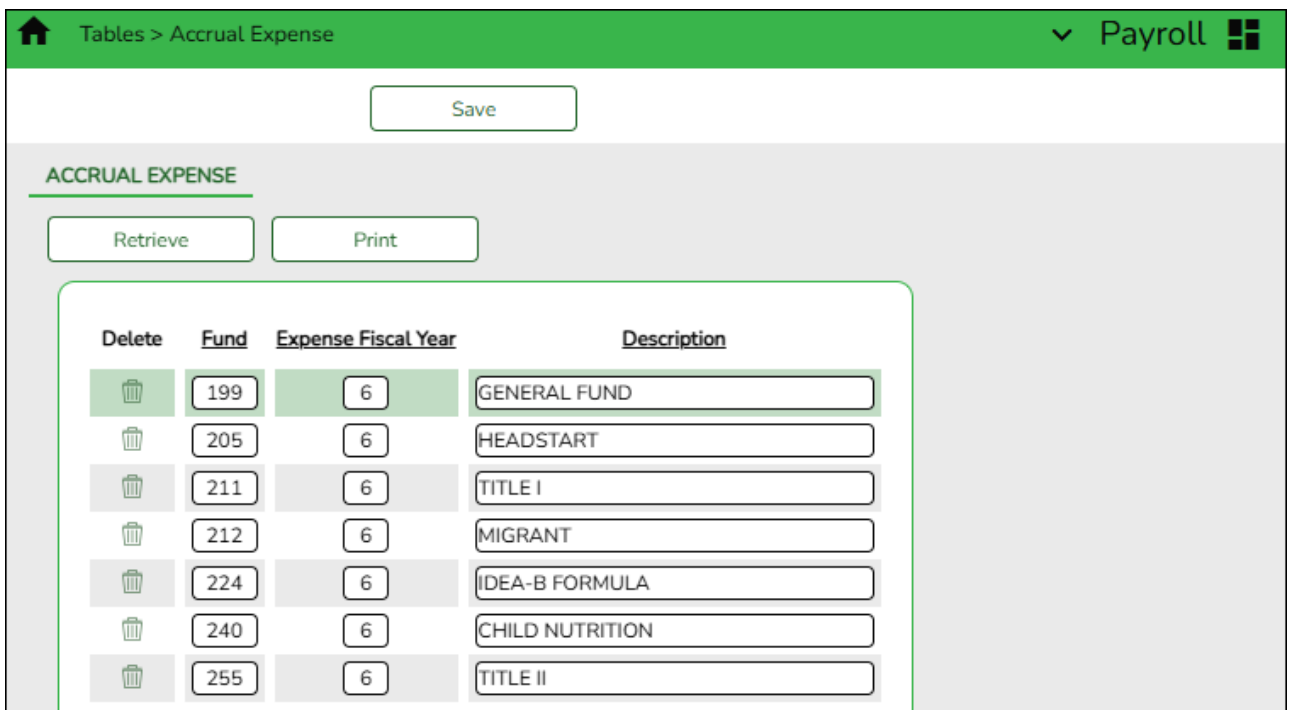 Tables > Accrual Expense Payroll
Save
ACCRUAL EXPENSE
Retrieve Print
Delete Fund Expense Fiscal Year Description
199 6 GENERAL FUND
205 6 HEADSTART
211 6 TITLE I
212 6 MIGRANT
224 6 IDEA-B FORMULA
240 6 CHILD NUTRITION
255 6 TITLE II